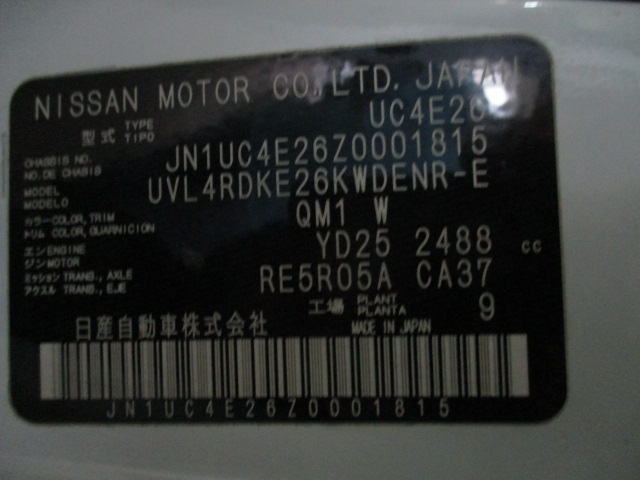 NISSAN MOTOR CO., LTD. JAPAN
型式 TYPE TIPO UC4E26
CHASSIS NO. NO. DE CHASIS JN1UC4E26Z0001815
MODEL MODELO UVL4RDKE26KWDENR-E
カラー COLOR, TRIM
トリム COLOR, GUARNICION QM1 W
エンジン ENGINE MOTOR YD25 2488 cc
ミッション TRANS., AXLE
アクスル TRANS., EJE RE5R05A CA37
工場 PLANT PLANTA 9
日産自動車株式会社 MADE IN JAPAN
JN1UC4E26Z0001815